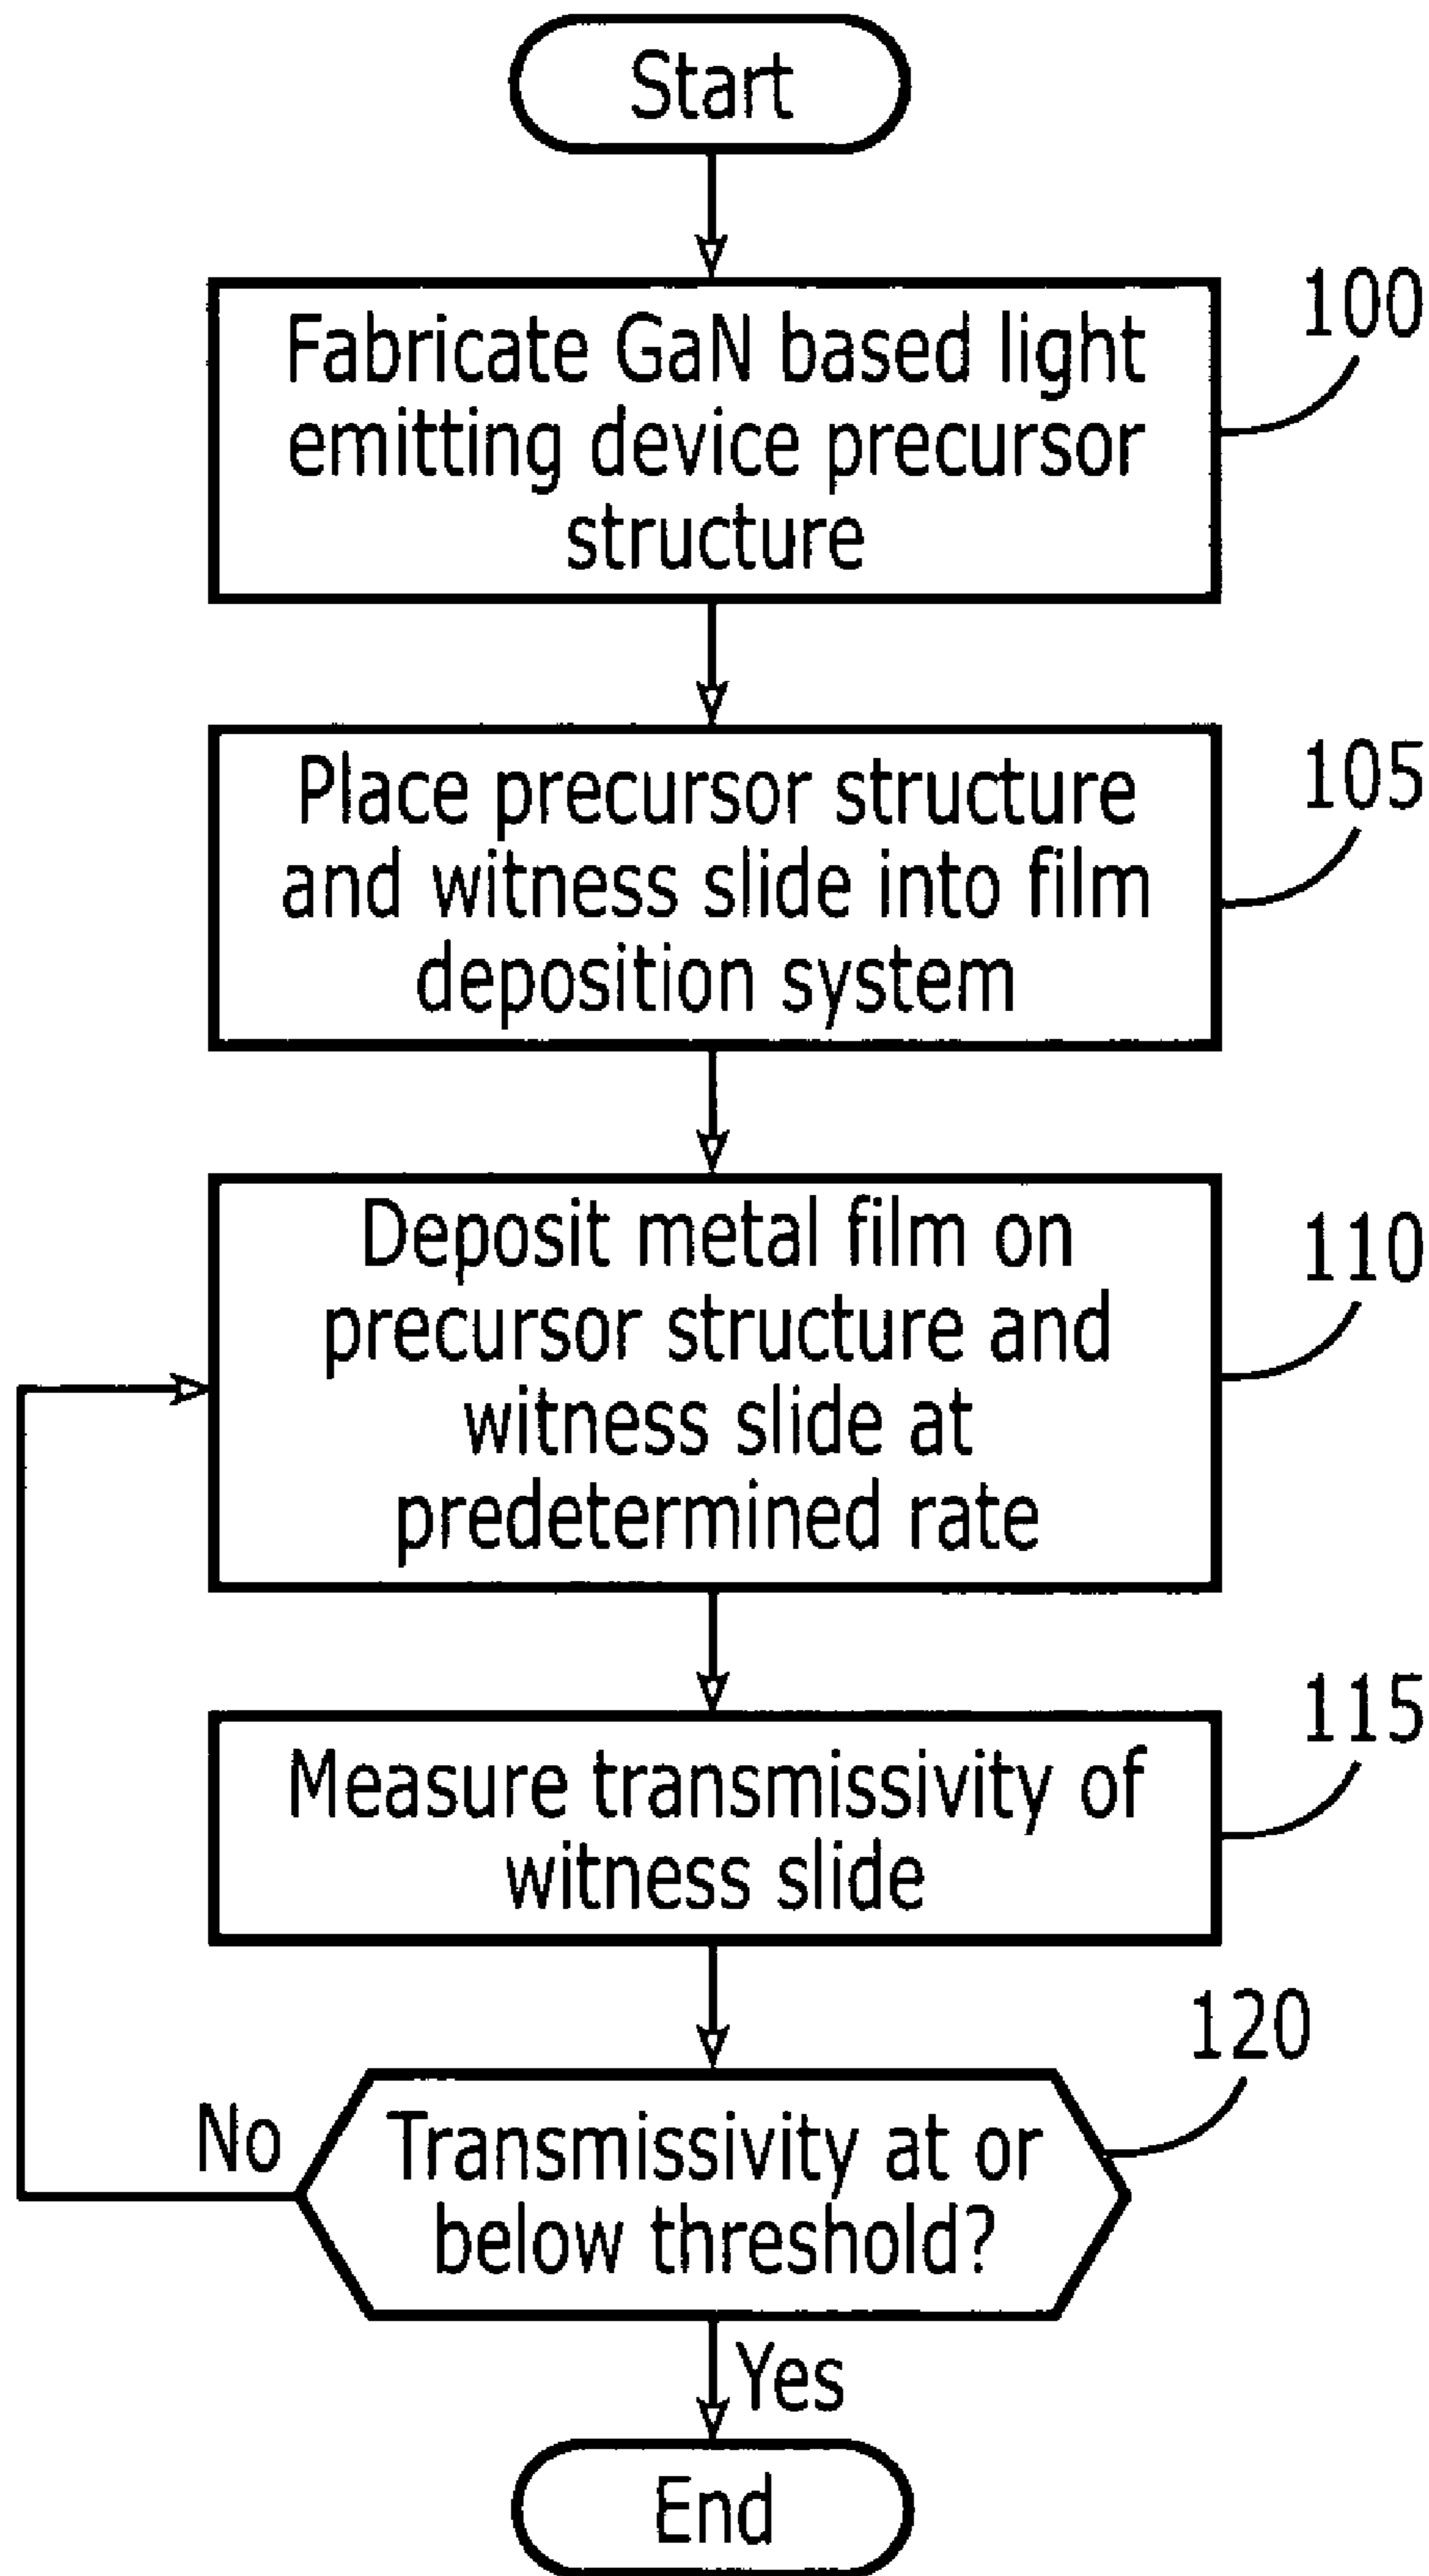 Start
Fabricate GaN based light
emitting device precursor
structure
100
Place precursor structure
and witness slide into film
deposition system
105
Deposit metal film on
precursor structure and
witness slide at
predetermined rate
110
Measure transmissivity of
witness slide
115
Transmissivity at or
below threshold?
120
No
Yes
End